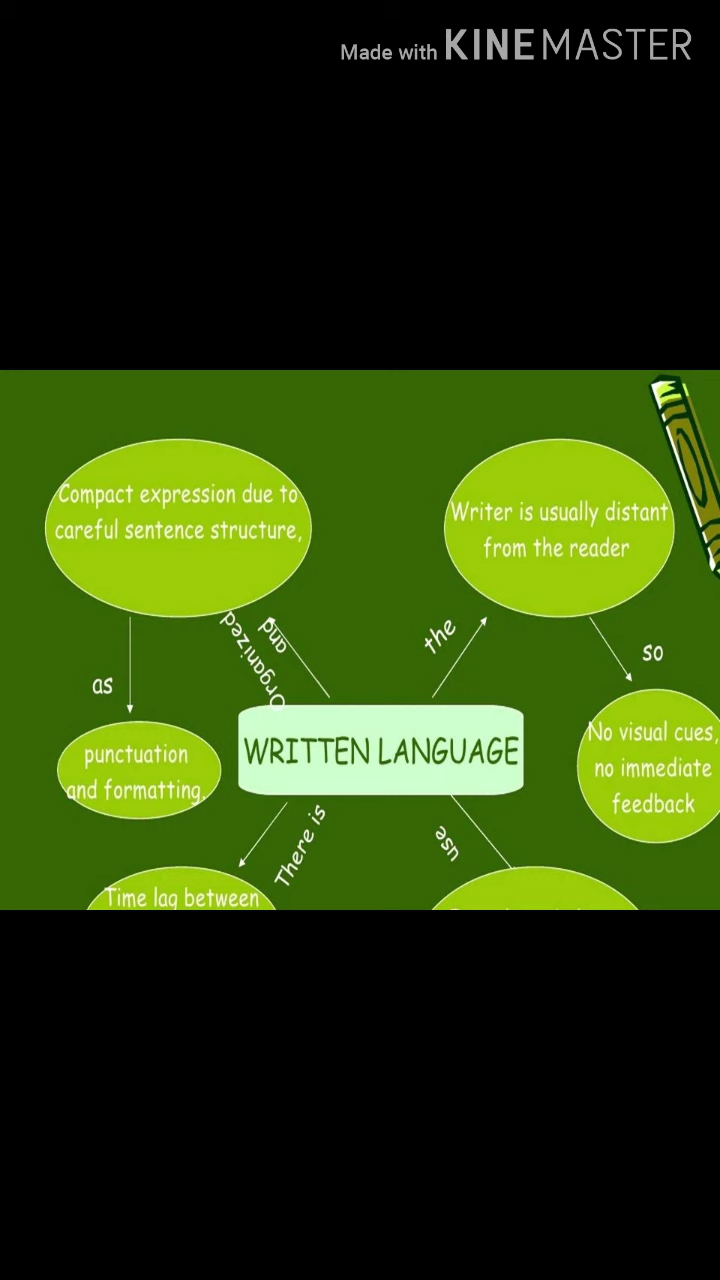 Made with KINEMASTER
Compact expression due to
careful sentence structure,
Writer is usually distant
from the reader
Organized
and
the
so
as
No visual cues,
no immediate
feedback
punctuation
and formatting.
WRITTEN LANGUAGE
There is
use
Time lag between